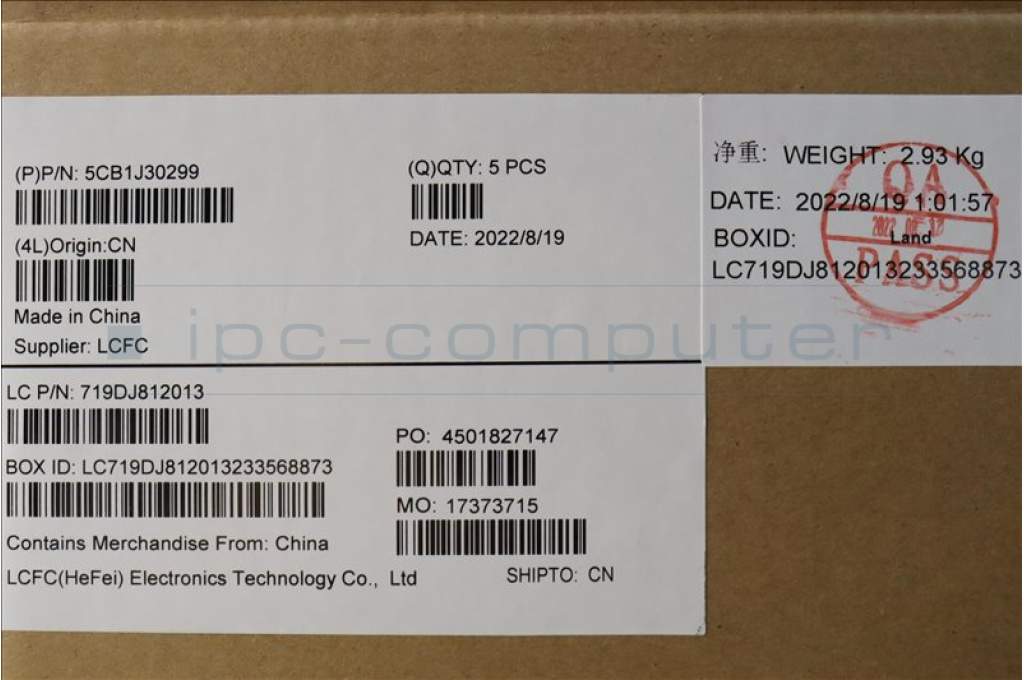 (P)P/N: 5CB1J30299
(Q)QTY: 5 PCS
(4L)Origin:CN
DATE: 2022/8/19
Made in China
Supplier: LCFC
净重: WEIGHT: 2.93 Kg
DATE: 2022/8/19 1:01:57
BOXID:
LC719DJ812013233568873
QA
Land
PASS
ipc-computer
LC P/N: 719DJ812013
PO: 4501827147
BOX ID: LC719DJ812013233568873
MO: 17373715
Contains Merchandise From: China
LCFC(HeFei) Electronics Technology Co., Ltd
SHIPTO: CN